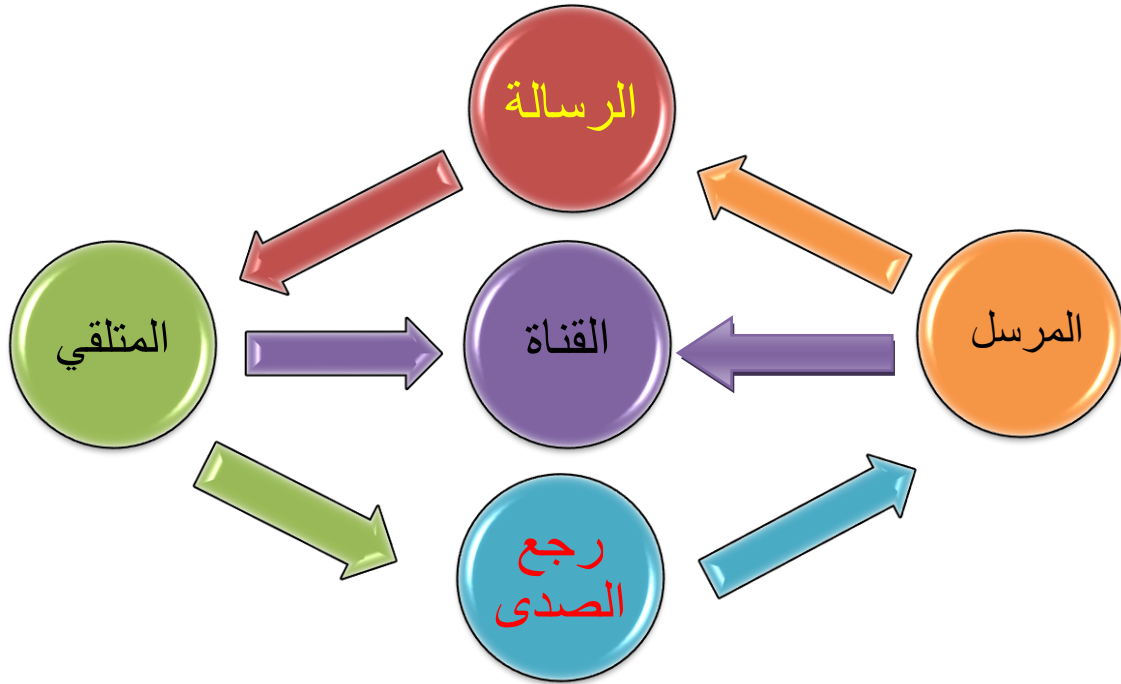 الرسالة
المرسل
القناة
المتلقي
رجع
الصدى